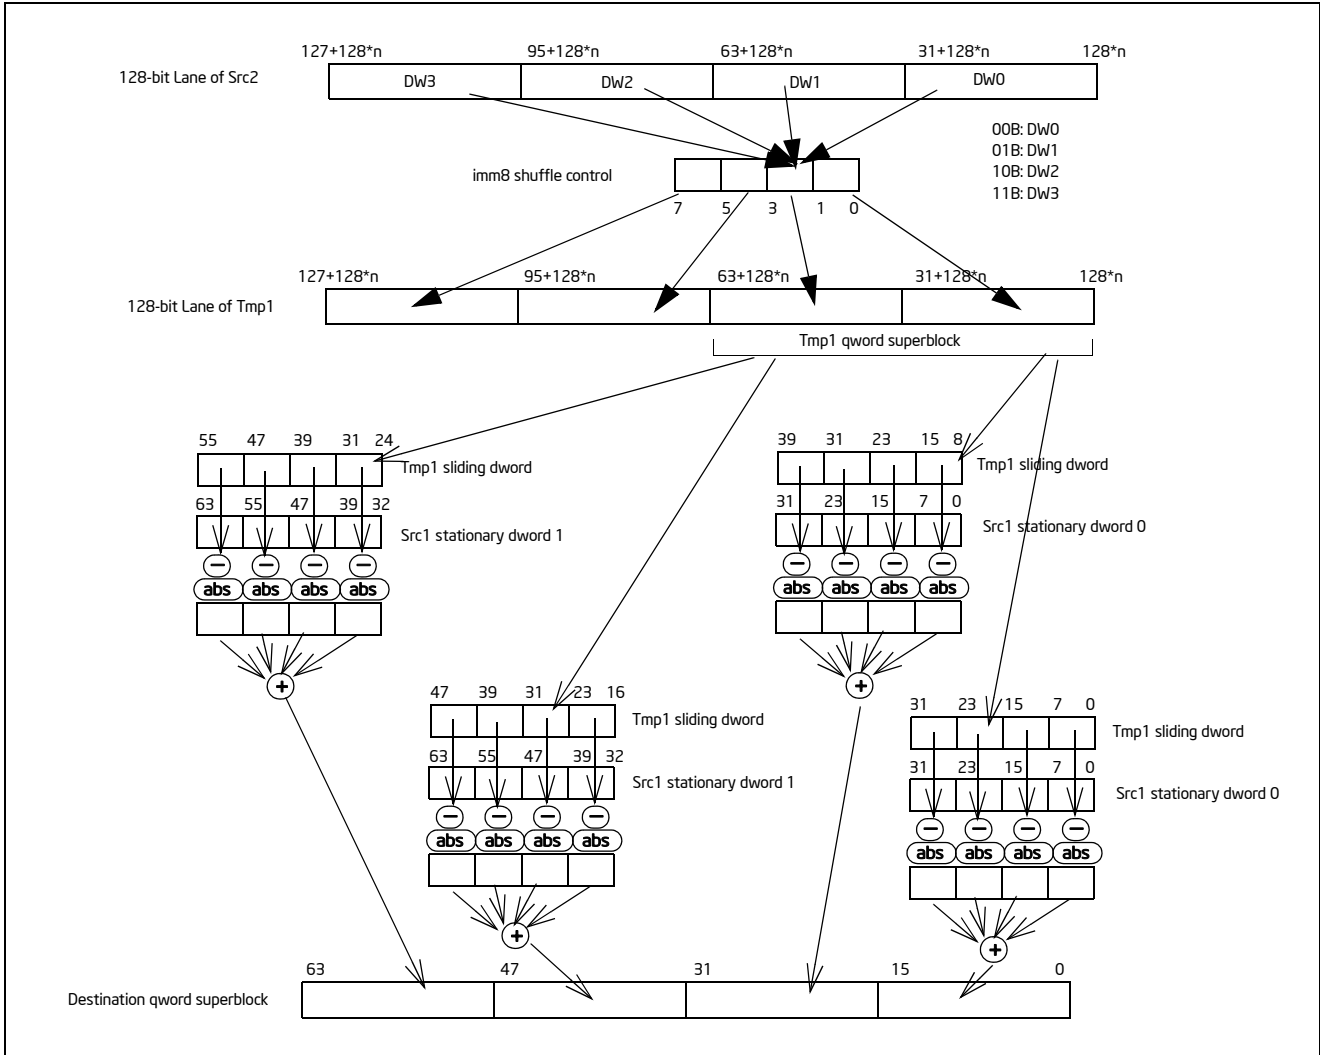 127+128*n 95+128*n 63+128*n 31+128*n 128*n
128-bit Lane of Src2 DW3 DW2 DW1 DW0
00B: DW0
01B: DW1
10B: DW2
11B: DW3
imm8 shuffle control
7 5 3 1 0
127+128*n 95+128*n 63+128*n 31+128*n 128*n
128-bit Lane of Tmp1
Tmp1 qword superblock
55 47 39 31 24
Tmp1 sliding dword
63 55 47 39 32
Src1 stationary dword 1
− − − −
abs abs abs abs
+
39 31 23 15 8
Tmp1 sliding dword
31 23 15 7 0
Src1 stationary dword 0
− − − −
abs abs abs abs
+
47 39 31 23 16
Tmp1 sliding dword
63 55 47 39 32
Src1 stationary dword 1
− − − −
abs abs abs abs
+
31 23 15 7 0
Tmp1 sliding dword
31 23 15 7 0
Src1 stationary dword 0
− − − −
abs abs abs abs
+
63 47 31 15 0
Destination qword superblock